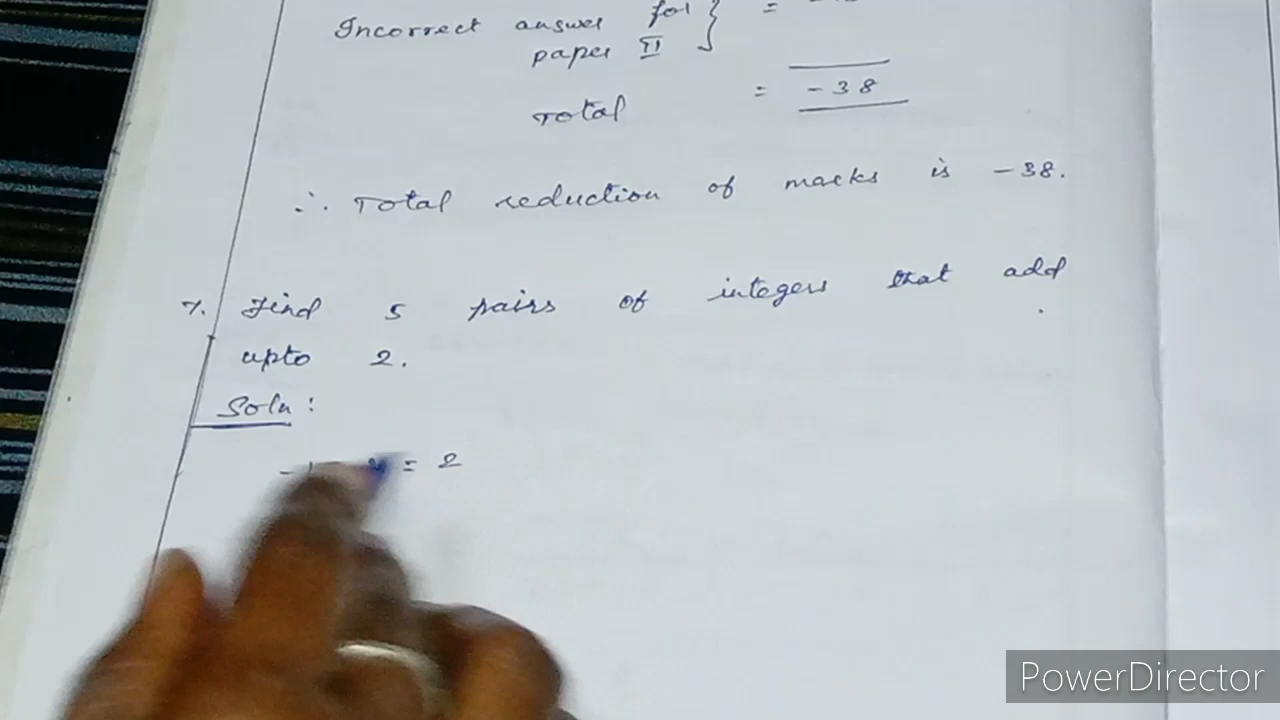 Incorrect answer for } =
paper II
Total = -38
∴ Total reduction of marks is -38.
7. Find 5 pairs of integers that add
upto 2.
Soln:
= 2
PowerDirector